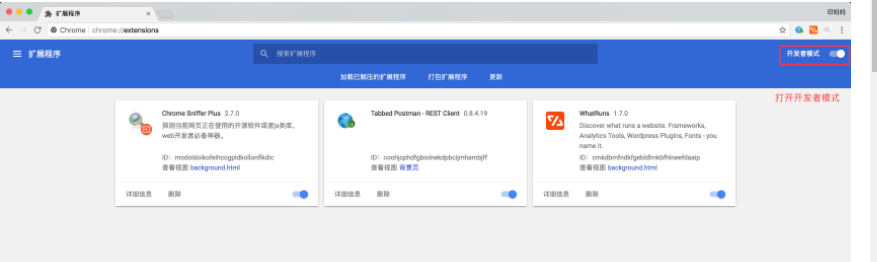 扩展程序
印妈妈
Chrome | chrome://extensions
扩展程序
搜索扩展程序
开发者模式
加载已解压的扩展程序 打包扩展程序 更新
打开开发者模式
Chrome Sniffer Plus 2.7.0
探测当前网页正在使用的开源软件或者js类库，
web开发者必备神器。
查看视图 background.html
详细信息 删除
Tabbed Postman - REST Client 0.8.4.19
ID： coohjcphdfgbiolnekdpbcijmhambjff
查看视图 背景页
详细信息 删除
WhatRuns 1.7.0
Discover what runs a website. Frameworks,
Analytics Tools, Wordpress Plugins, Fonts - you
name it.
ID： cmkdbmfndkfgebldhnkbfhlneefdaaip
查看视图 background.html
详细信息 删除